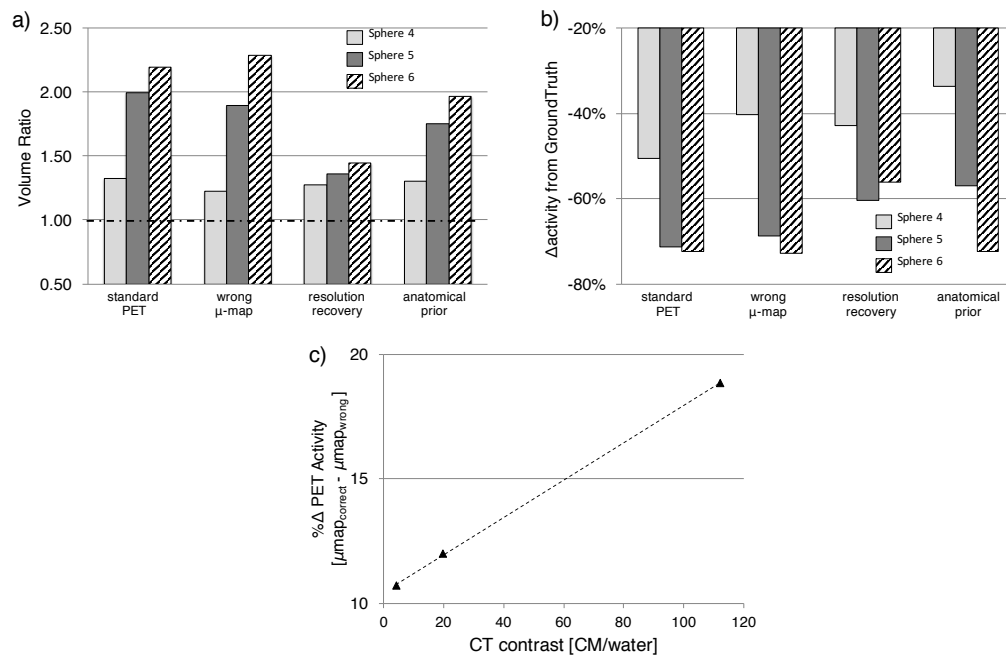 a)
Volume Ratio
2.50
2.00
1.50
1.00
0.50
Sphere 4
Sphere 5
Sphere 6
standard PET
wrong μ-map
resolution recovery
anatomical prior
b)
Δactivity from GroundTruth
-20%
-40%
-60%
-80%
Sphere 4
Sphere 5
Sphere 6
standard PET
wrong μ-map
resolution recovery
anatomical prior
c)
%Δ PET Activity
[μmapcorrect - μmapwrong]
20
15
10
0 20 40 60 80 100 120
CT contrast [CM/water]